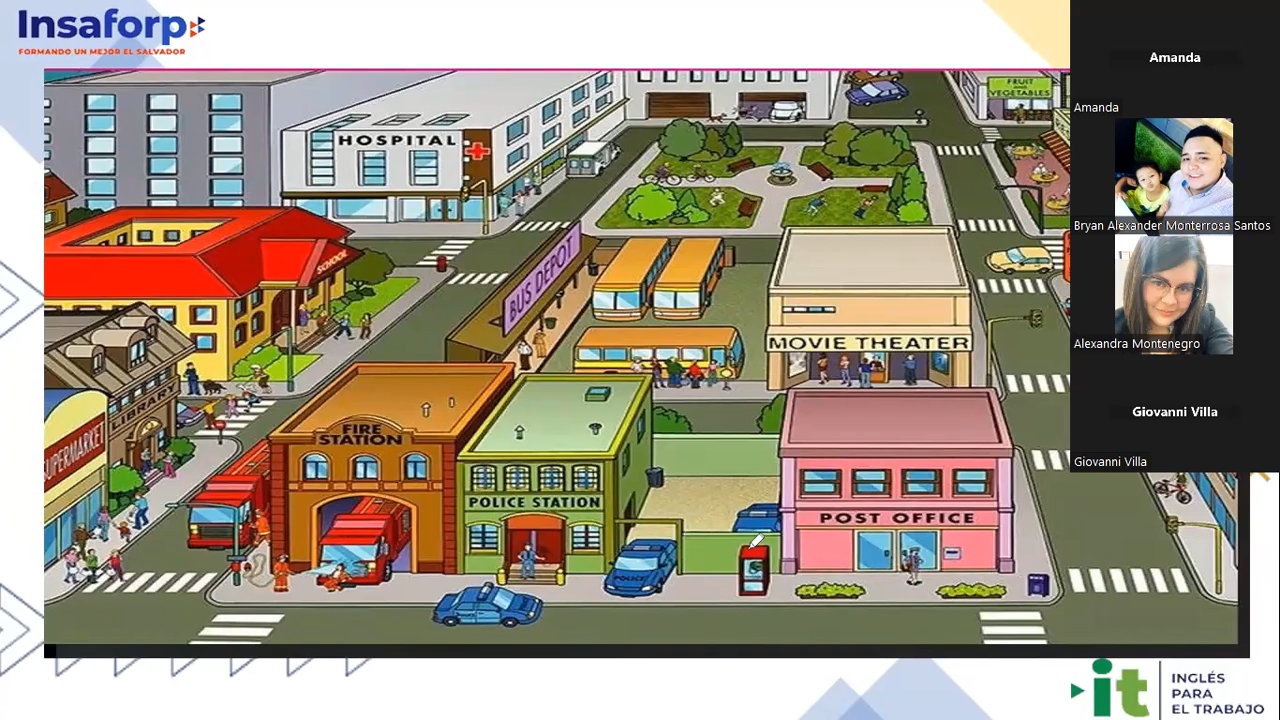 Insaforp
FORMANDO UN MEJOR EL SALVADOR
Amanda
Amanda
Bryan Alexander Monterrosa Santos
Alexandra Montenegro
Giovanni Villa
Giovanni Villa
FRUIT
AND
VEGETABLES
HOSPITAL
SCHOOL
BUS DEPOT
MOVIE THEATER
LIBRARY
SUPERMARKET
FIRE
STATION
POLICE STATION
POLICE
POST OFFICE
it
INGLÉS
PARA
EL TRABAJO